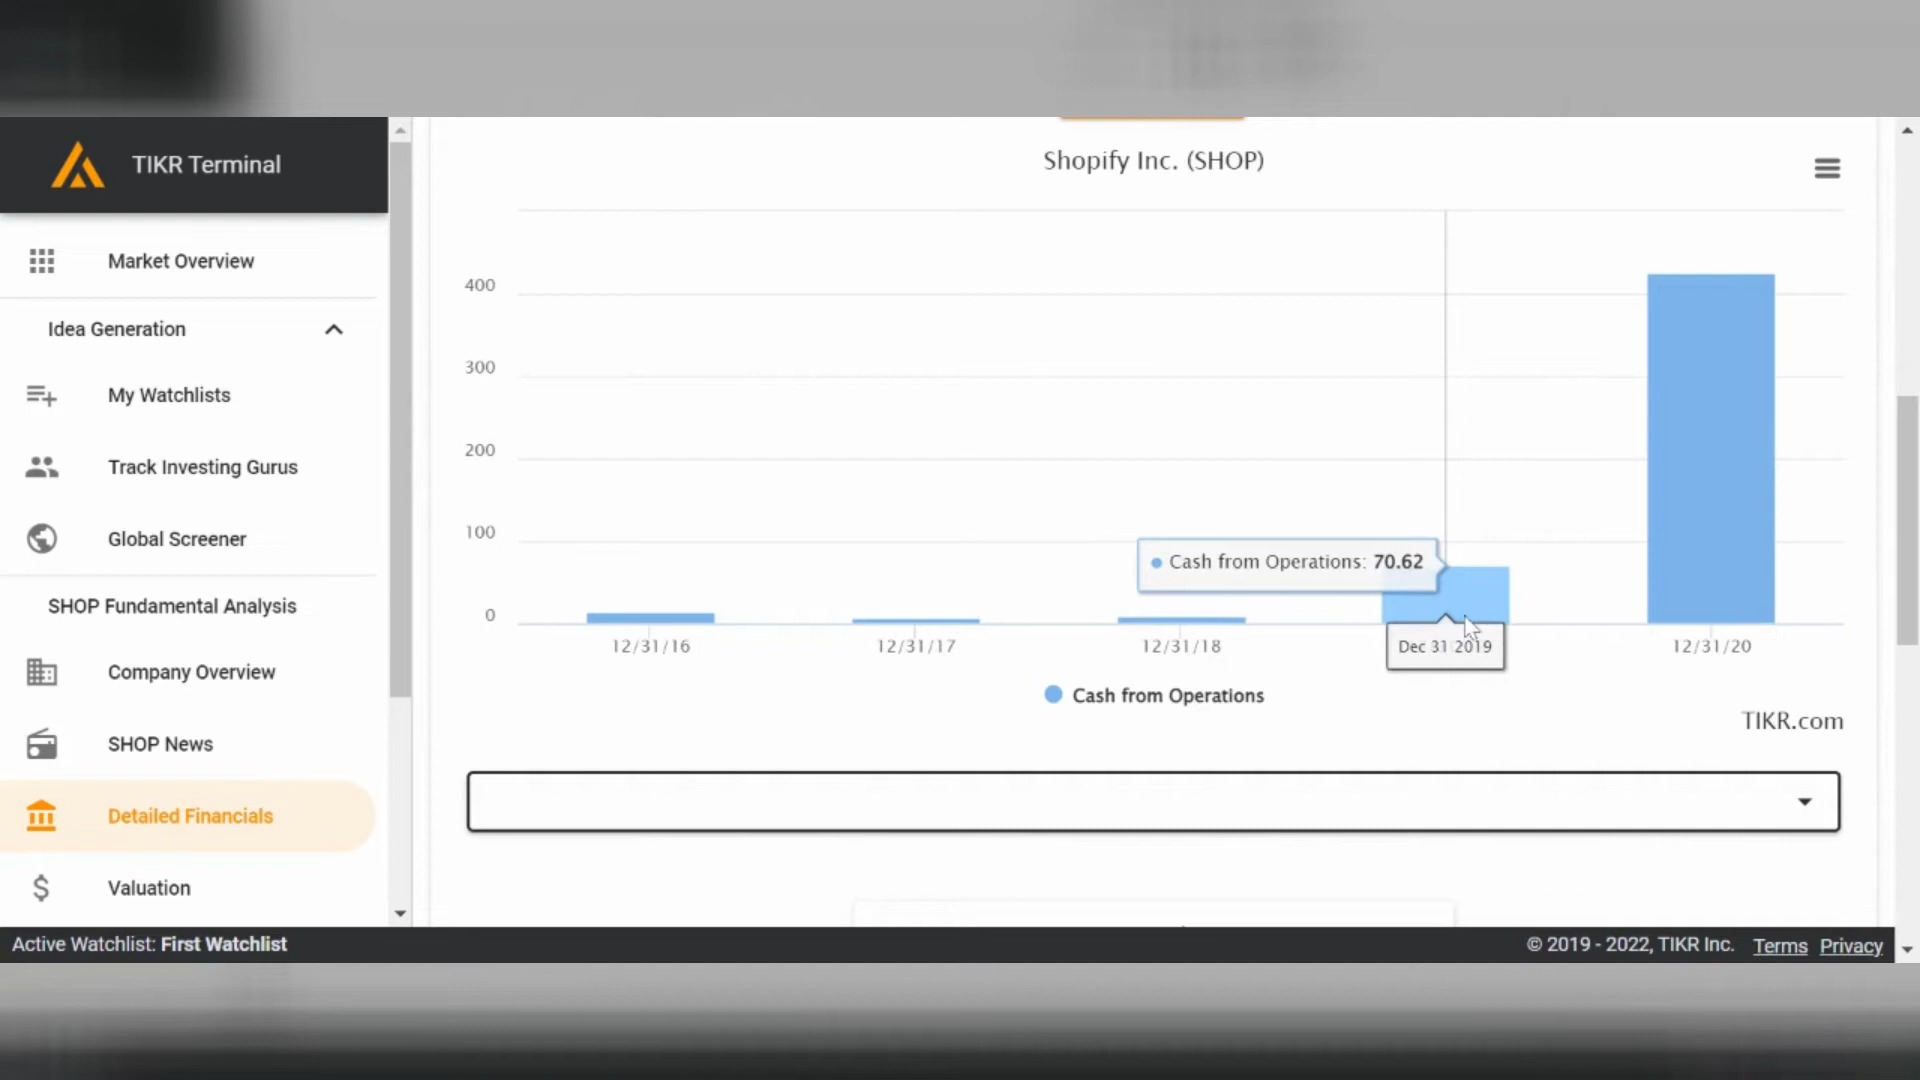 TIKR Terminal
Market Overview
Idea Generation
My Watchlists
Track Investing Gurus
Global Screener
SHOP Fundamental Analysis
Company Overview
SHOP News
Detailed Financials
Valuation
Shopify Inc. (SHOP)
400
300
200
100
0
Cash from Operations: 70.62
12/31/16
12/31/17
12/31/18
Dec 31 2019
12/31/20
Cash from Operations
TIKR.com
Active Watchlist: First Watchlist
© 2019 - 2022, TIKR Inc. Terms Privacy